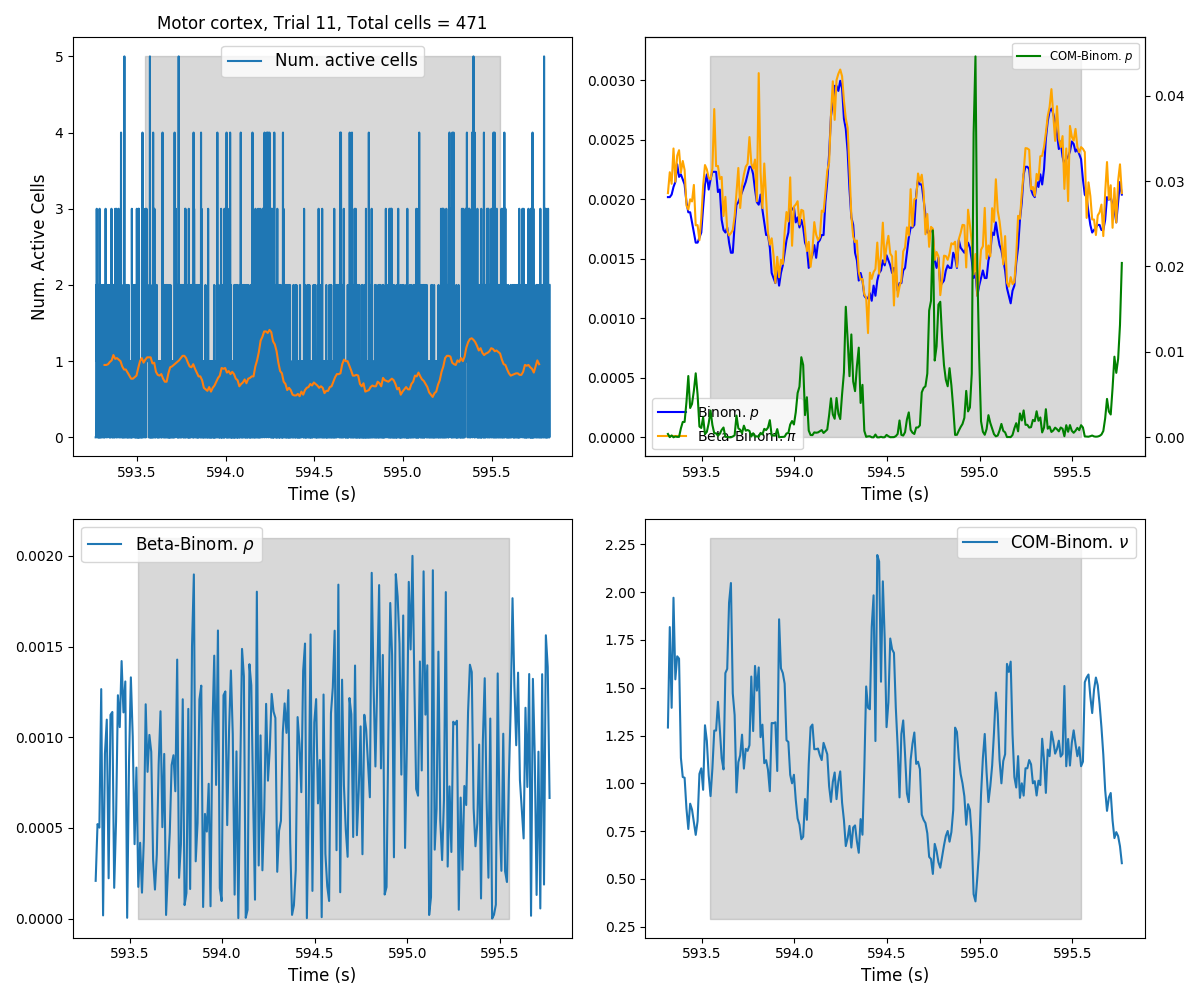 Motor cortex, Trial 11, Total cells = 471
Num. active cells
Num. Active Cells
5
4
3
2
1
0
593.5 594.0 594.5 595.0 595.5
Time (s)
COM-Binom. p
0.0030
0.0025
0.0020
0.0015
0.0010
0.0005
0.0000
0.04
0.03
0.02
0.01
0.00
Binom. p
Beta-Binom. π
593.5 594.0 594.5 595.0 595.5
Time (s)
Beta-Binom. ρ
0.0020
0.0015
0.0010
0.0005
0.0000
593.5 594.0 594.5 595.0 595.5
Time (s)
COM-Binom. ν
2.25
2.00
1.75
1.50
1.25
1.00
0.75
0.50
0.25
593.5 594.0 594.5 595.0 595.5
Time (s)